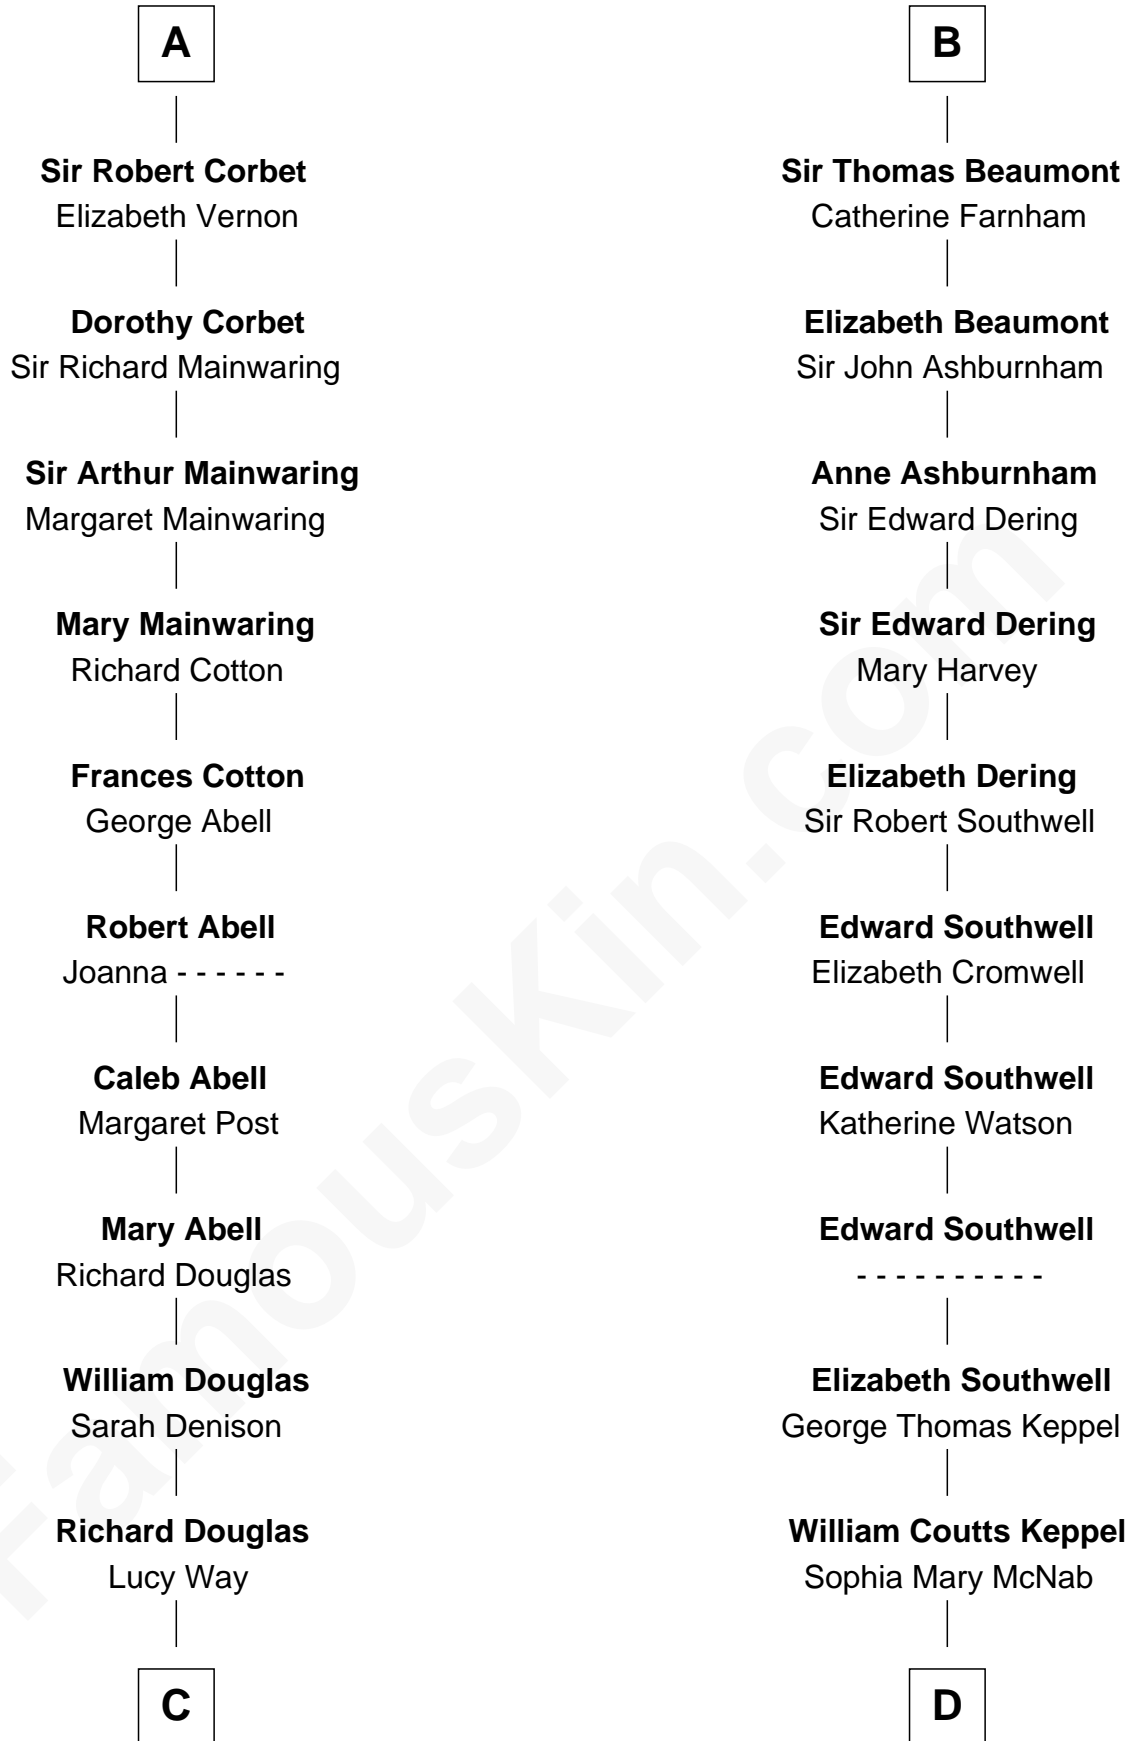 A
Sir Robert Corbet
Elizabeth Vernon
Dorothy Corbet
Sir Richard Mainwaring
Sir Arthur Mainwaring
Margaret Mainwaring
Mary Mainwaring
Richard Cotton
Frances Cotton
George Abell
Robert Abell
Joanna - - - - - -
Caleb Abell
Margaret Post
Mary Abell
Richard Douglas
William Douglas
Sarah Denison
Richard Douglas
Lucy Way
C
B
Sir Thomas Beaumont
Catherine Farnham
Elizabeth Beaumont
Sir John Ashburnham
Anne Ashburnham
Sir Edward Dering
Sir Edward Dering
Mary Harvey
Elizabeth Dering
Sir Robert Southwell
Edward Southwell
Elizabeth Cromwell
Edward Southwell
Katherine Watson
Edward Southwell
- - - - - - - - - -
Elizabeth Southwell
George Thomas Keppel
William Coutts Keppel
Sophia Mary McNab
D
FamousKin.com